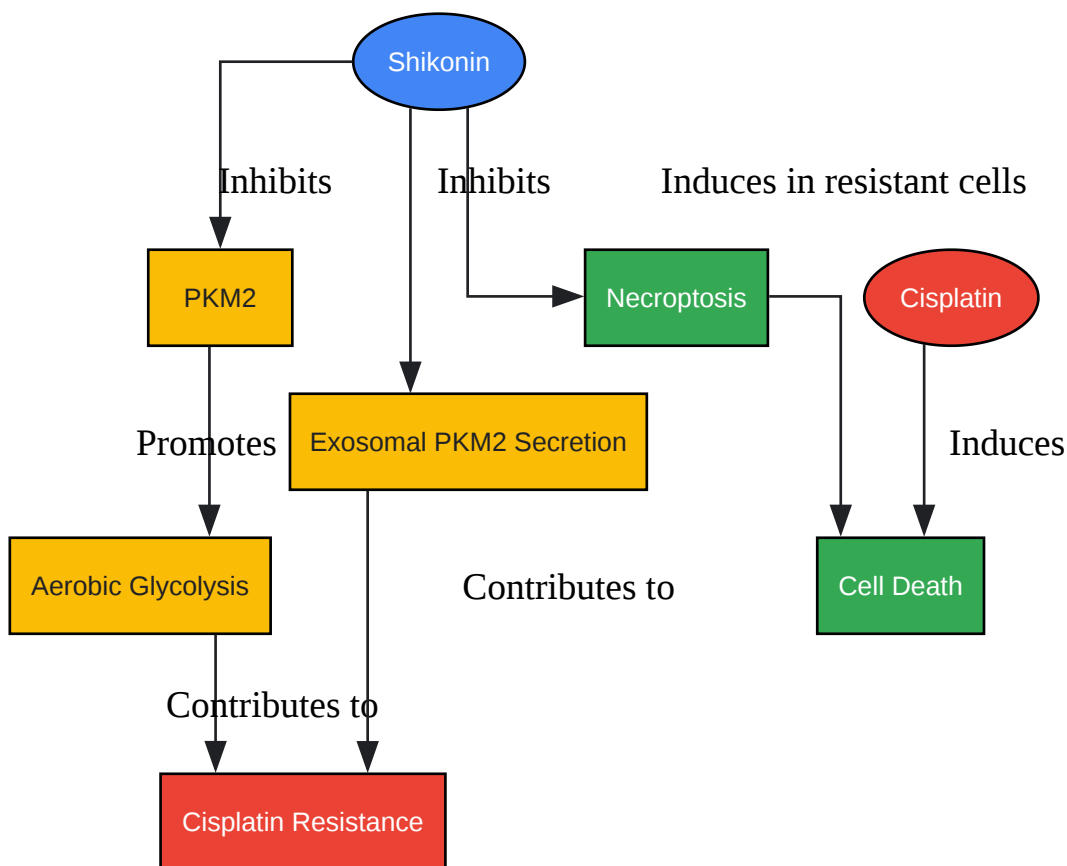 Shikonin
Inhibits
Inhibits
Induces in resistant cells
PKM2
Necroptosis
Cisplatin
Promotes
Exosomal PKM2 Secretion
Induces
Aerobic Glycolysis
Contributes to
Cell Death
Contributes to
Cisplatin Resistance